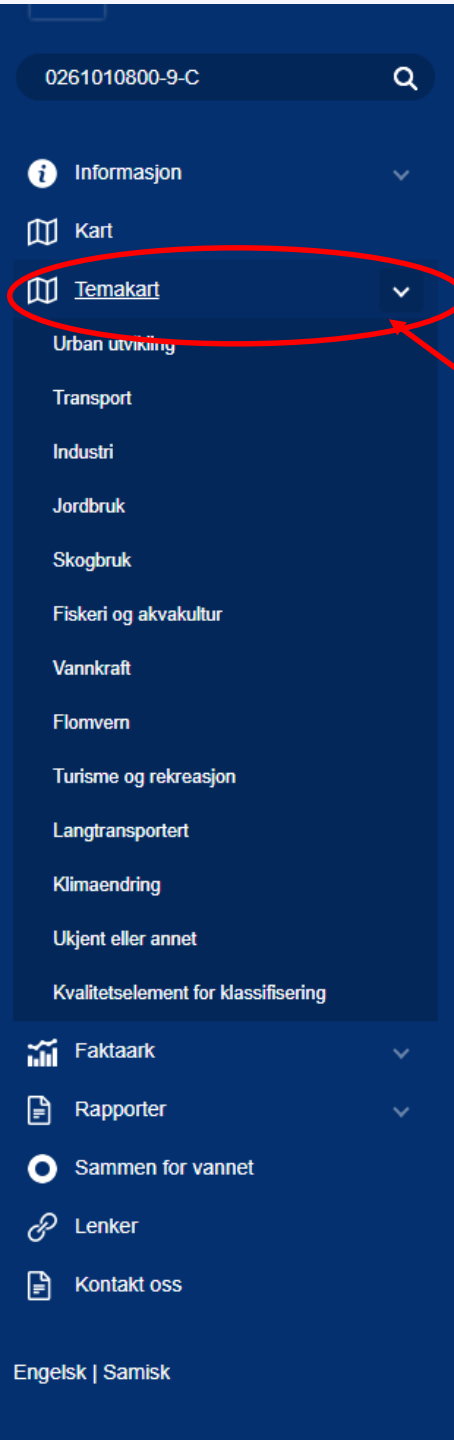 0261010800-9-C
Informasjon
Kart
Temakart
Urban utvikling
Transport
Industri
Jordbruk
Skogbruk
Fiskeri og akvakultur
Vannkraft
Flomvern
Turisme og rekreasjon
Langtransportert
Klimaendring
Ukjent eller annet
Kvalitetselement for klassifisering
Faktaark
Rapporter
Sammen for vannet
Lenker
Kontakt oss
Engelsk | Samisk